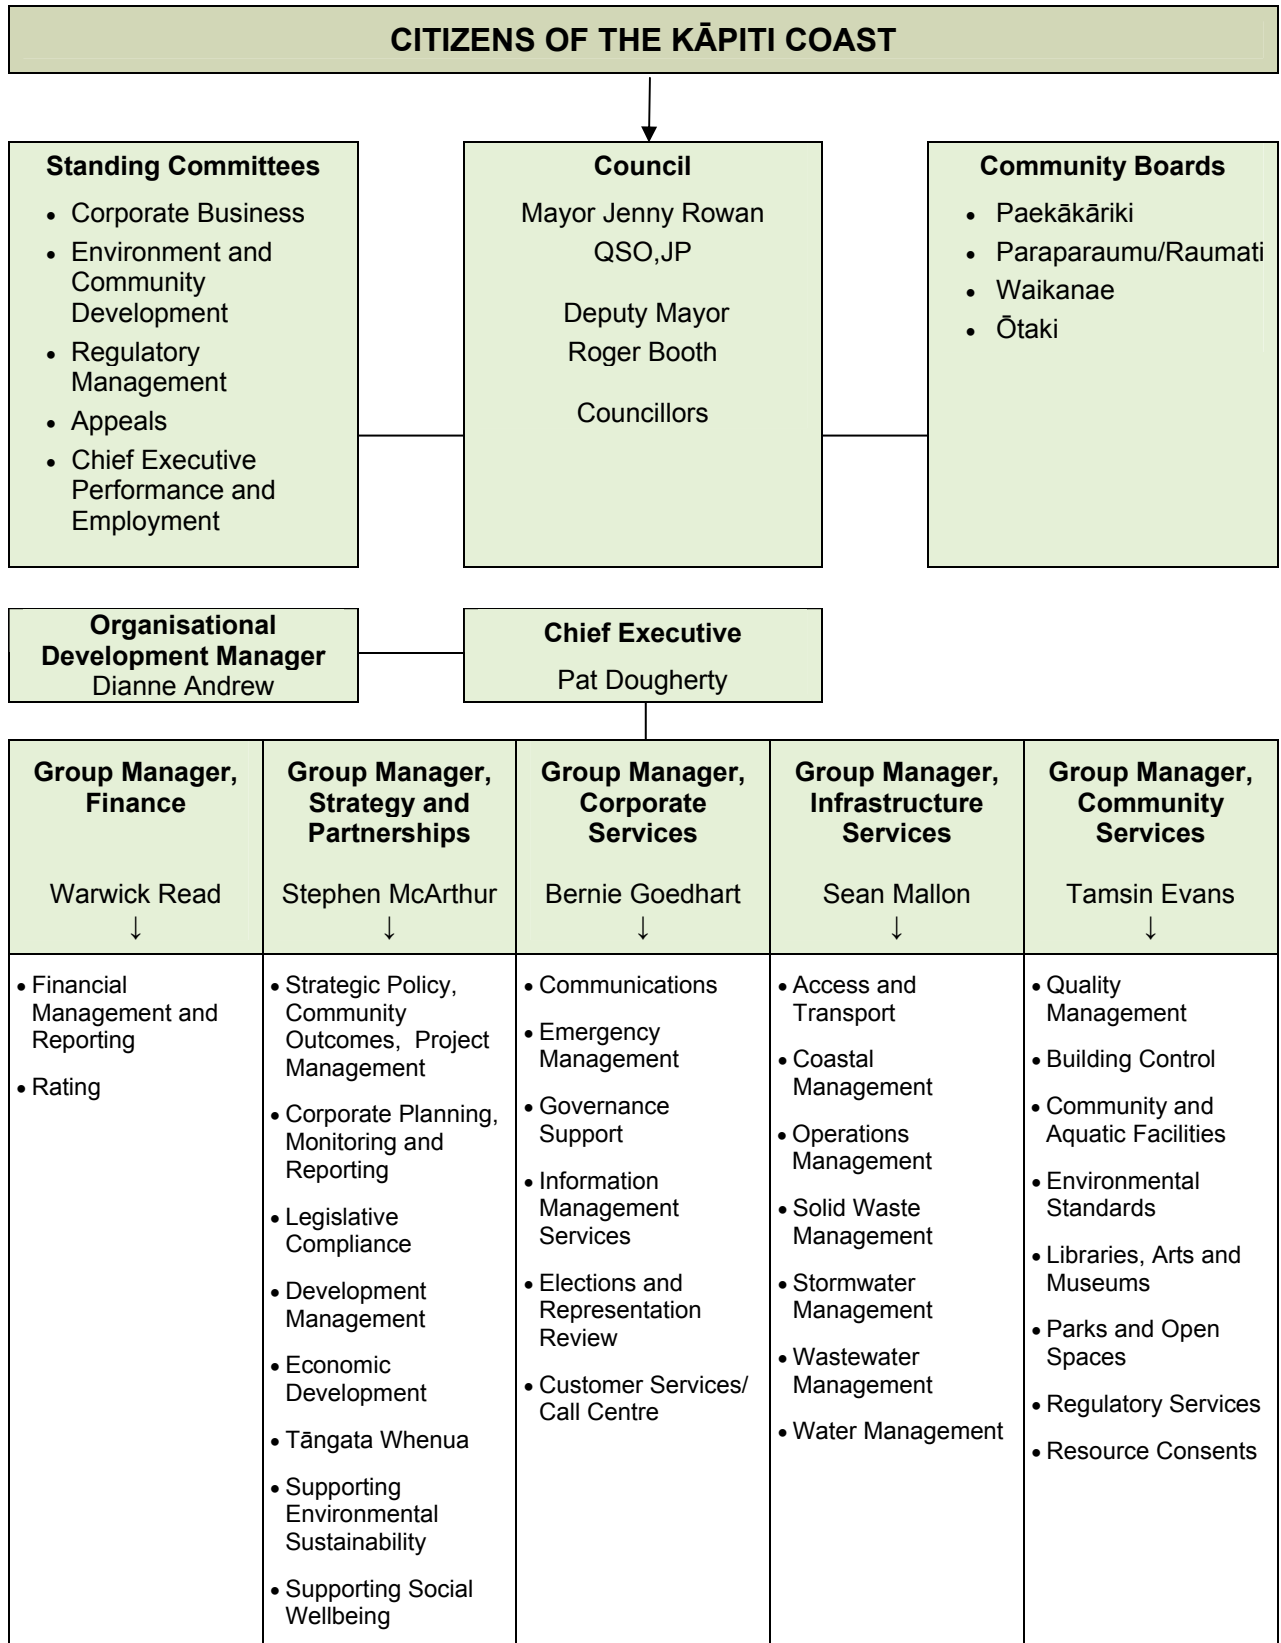 CITIZENS OF THE KĀPITI COAST
Standing Committees
• Corporate Business
• Environment and
Community
Development
• Regulatory
Management
• Appeals
• Chief Executive
Performance and
Employment
Council
Mayor Jenny Rowan
QSO,JP
Deputy Mayor
Roger Booth
Councillors
Community Boards
• Paekākāriki
• Paraparaumu/Raumati
• Waikanae
• Ōtaki
Organisational
Development Manager
Dianne Andrew
Chief Executive
Pat Dougherty
Group Manager,
Finance
Warwick Read
↓
• Financial
Management and
Reporting
• Rating
Group Manager,
Strategy and
Partnerships
Stephen McArthur
↓
• Strategic Policy,
Community
Outcomes, Project
Management
• Corporate Planning,
Monitoring and
Reporting
• Legislative
Compliance
• Development
Management
• Economic
Development
• Tāngata Whenua
• Supporting
Environmental
Sustainability
• Supporting Social
Wellbeing
Group Manager,
Corporate
Services
Bernie Goedhart
↓
• Communications
• Emergency
Management
• Governance
Support
• Information
Management
Services
• Elections and
Representation
Review
• Customer Services/
Call Centre
Group Manager,
Infrastructure
Services
Sean Mallon
↓
• Access and
Transport
• Coastal
Management
• Operations
Management
• Solid Waste
Management
• Stormwater
Management
• Wastewater
Management
• Water Management
Group Manager,
Community
Services
Tamsin Evans
↓
• Quality
Management
• Building Control
• Community and
Aquatic Facilities
• Environmental
Standards
• Libraries, Arts and
Museums
• Parks and Open
Spaces
• Regulatory Services
• Resource Consents